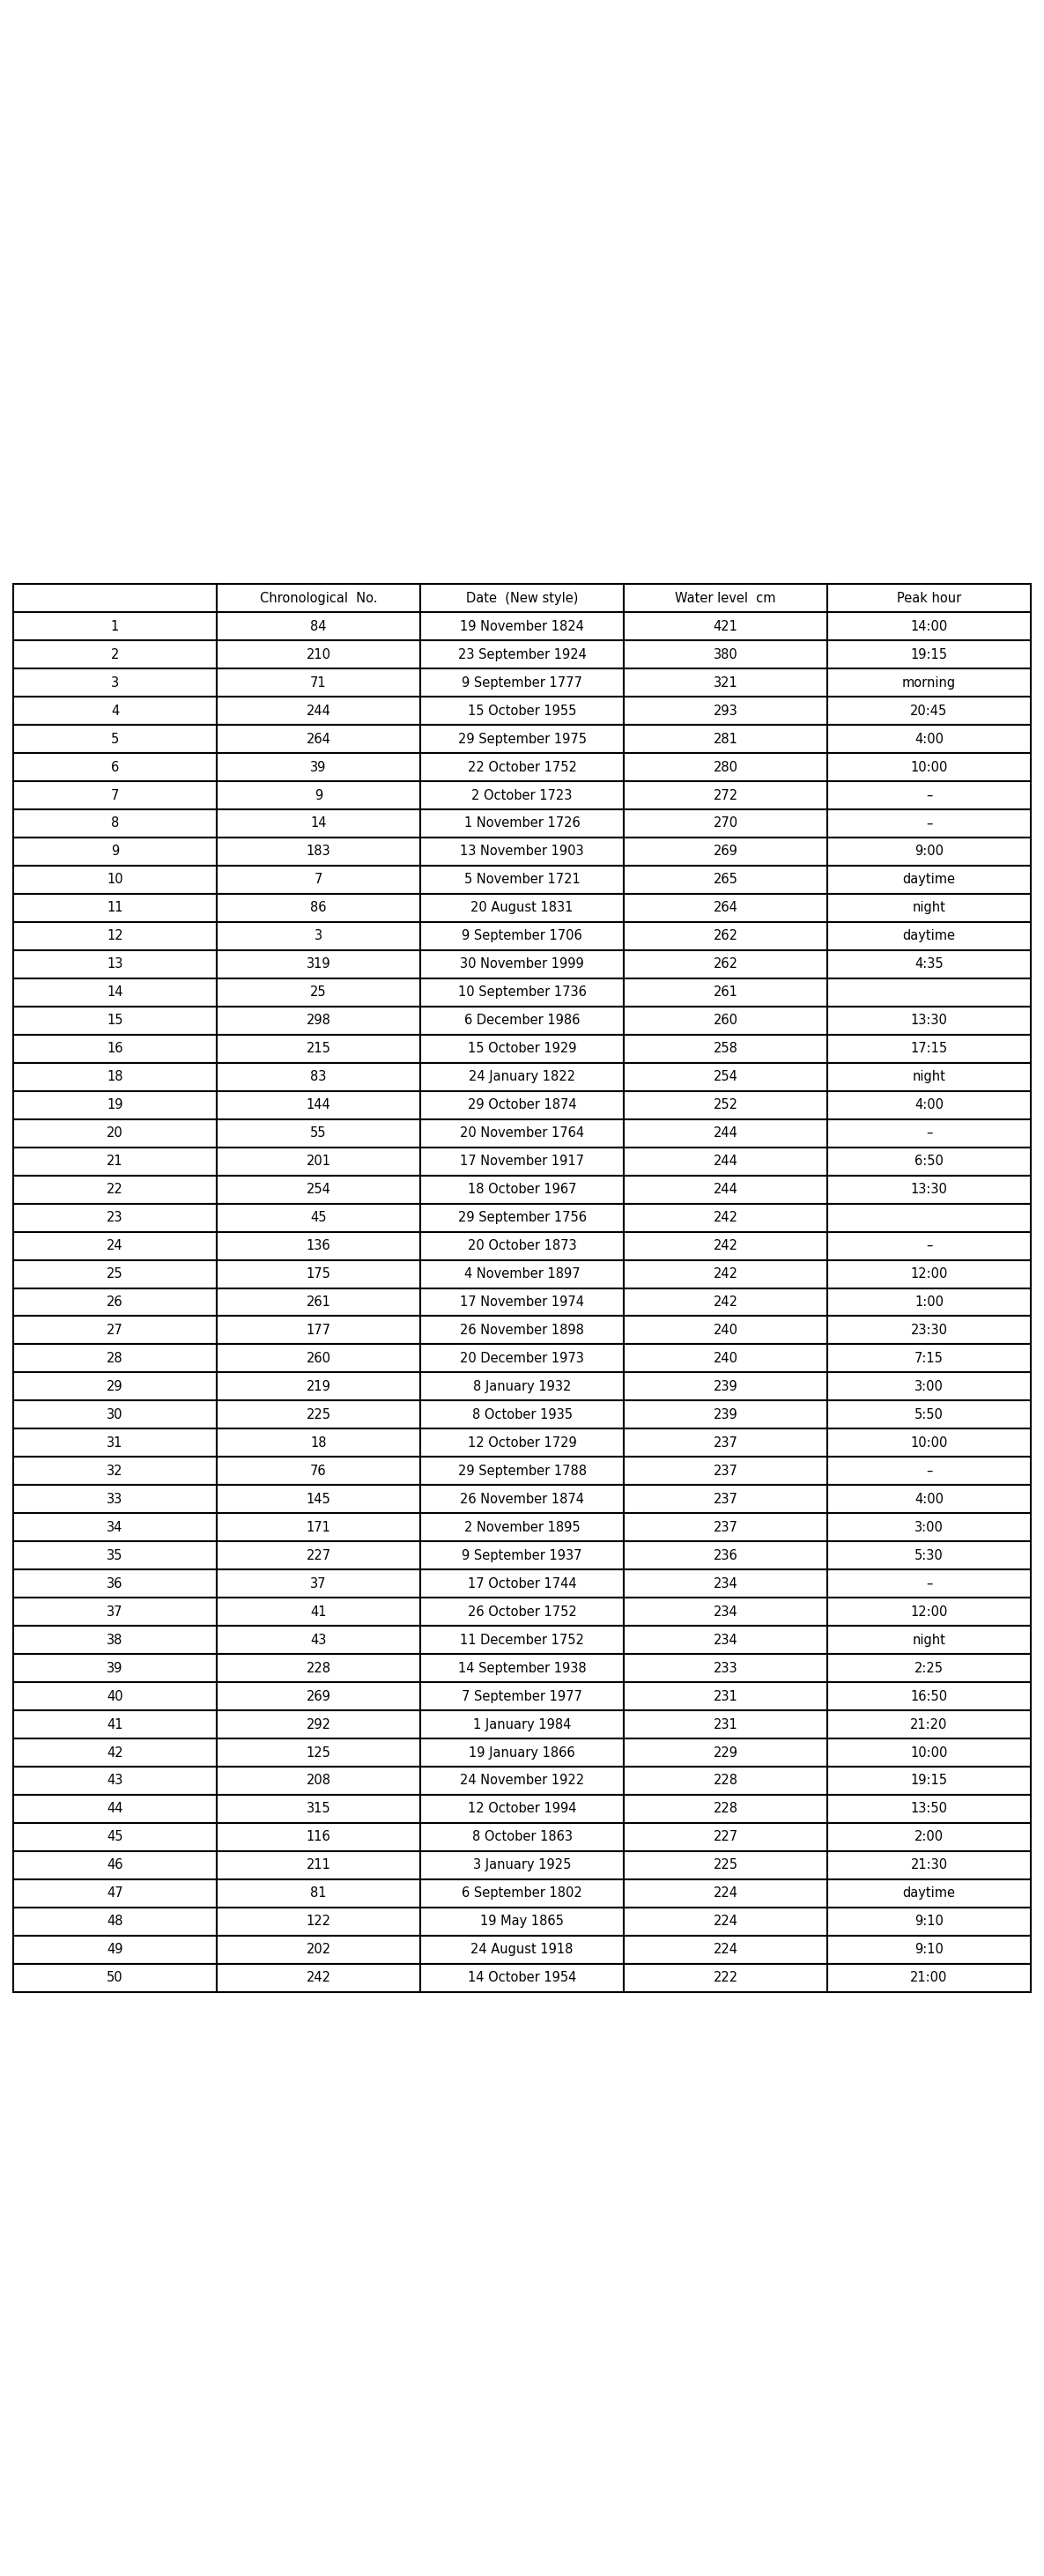 Chronological No. Date (New style) Water level cm Peak hour
1 84 19 November 1824 421 14:00
2 210 23 September 1924 380 19:15
3 71 9 September 1777 321 morning
4 244 15 October 1955 293 20:45
5 264 29 September 1975 281 4:00
6 39 22 October 1752 280 10:00
7 9 2 October 1723 272 –
8 14 1 November 1726 270 –
9 183 13 November 1903 269 9:00
10 7 5 November 1721 265 daytime
11 86 20 August 1831 264 night
12 3 9 September 1706 262 daytime
13 319 30 November 1999 262 4:35
14 25 10 September 1736 261
15 298 6 December 1986 260 13:30
16 215 15 October 1929 258 17:15
18 83 24 January 1822 254 night
19 144 29 October 1874 252 4:00
20 55 20 November 1764 244 –
21 201 17 November 1917 244 6:50
22 254 18 October 1967 244 13:30
23 45 29 September 1756 242
24 136 20 October 1873 242 –
25 175 4 November 1897 242 12:00
26 261 17 November 1974 242 1:00
27 177 26 November 1898 240 23:30
28 260 20 December 1973 240 7:15
29 219 8 January 1932 239 3:00
30 225 8 October 1935 239 5:50
31 18 12 October 1729 237 10:00
32 76 29 September 1788 237 –
33 145 26 November 1874 237 4:00
34 171 2 November 1895 237 3:00
35 227 9 September 1937 236 5:30
36 37 17 October 1744 234 –
37 41 26 October 1752 234 12:00
38 43 11 December 1752 234 night
39 228 14 September 1938 233 2:25
40 269 7 September 1977 231 16:50
41 292 1 January 1984 231 21:20
42 125 19 January 1866 229 10:00
43 208 24 November 1922 228 19:15
44 315 12 October 1994 228 13:50
45 116 8 October 1863 227 2:00
46 211 3 January 1925 225 21:30
47 81 6 September 1802 224 daytime
48 122 19 May 1865 224 9:10
49 202 24 August 1918 224 9:10
50 242 14 October 1954 222 21:00